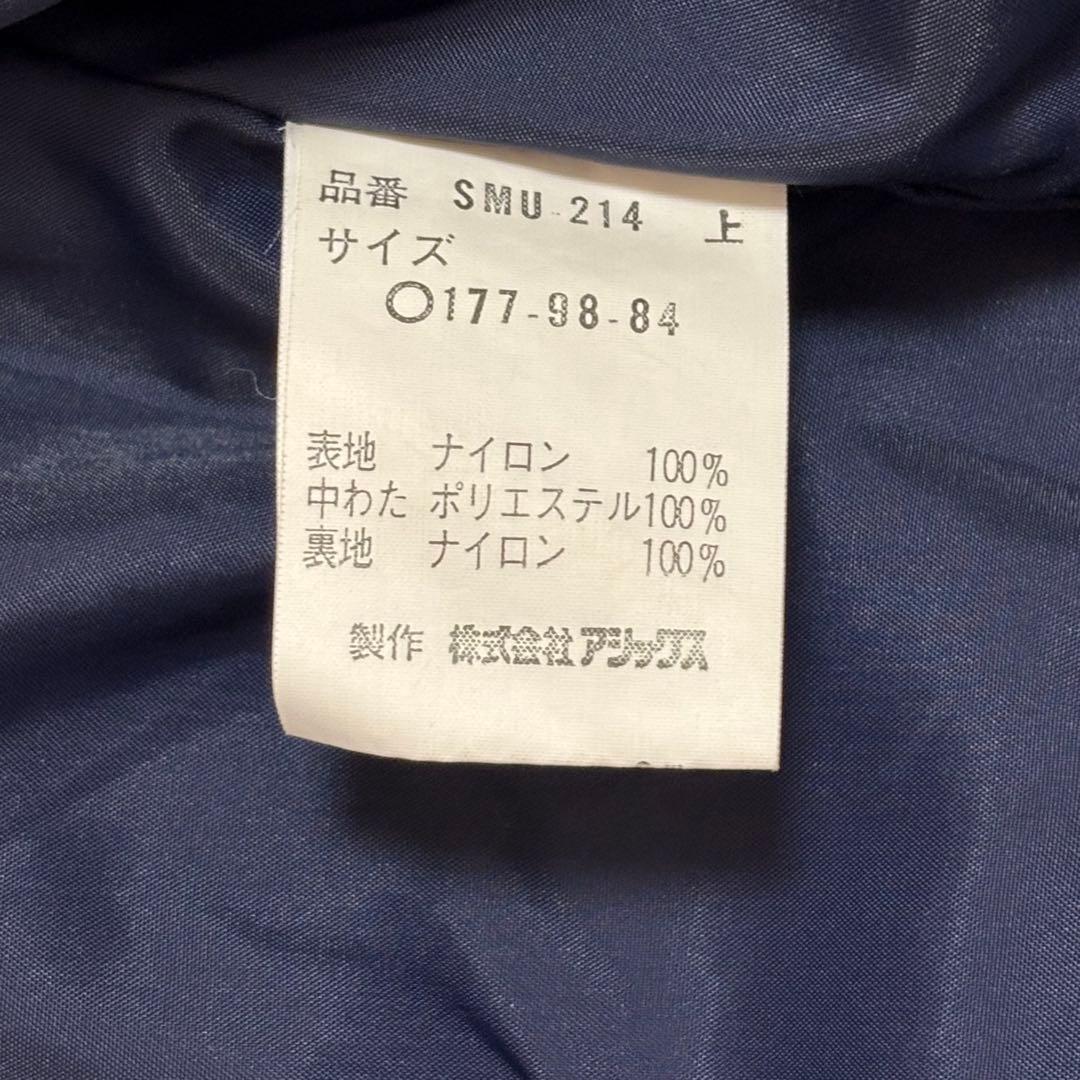 品番 SMU-214 上
サイズ
〇177-98-84
表地 ナイロン 100%
中わた ポリエステル100%
裏地 ナイロン 100%
製作 株式会社アシックス